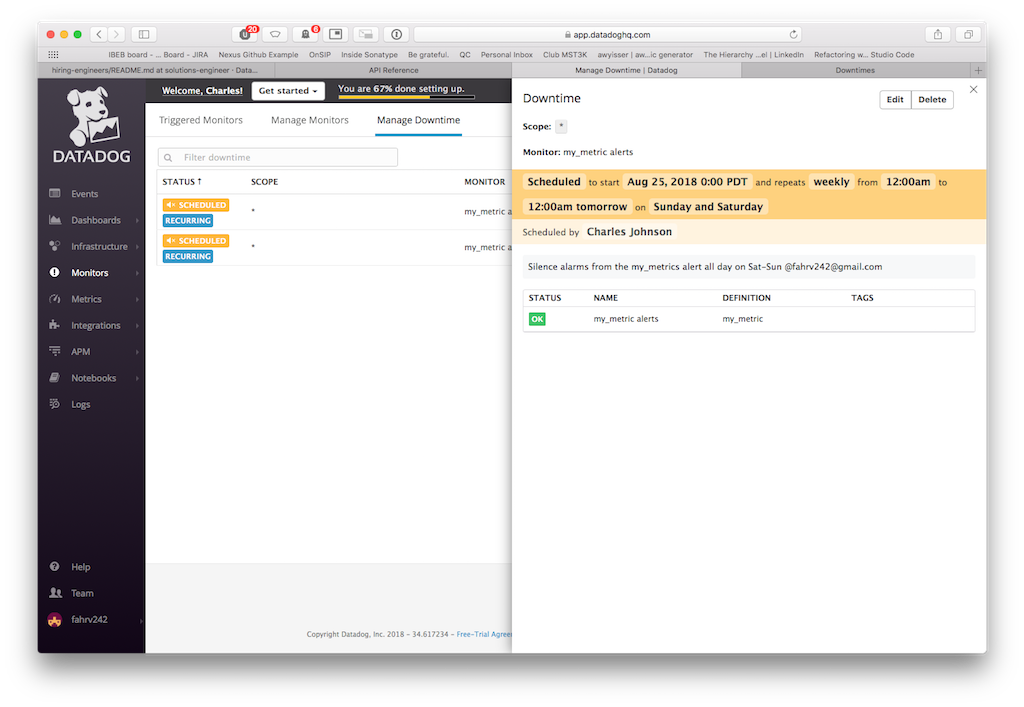 20
6
app.datadoghq.com
IBEB board - ... Board - JIRA Nexus Github Example OnSIP Inside Sonatype Be grateful. QC Personal Inbox Club MST3K awyisser | aw...ic generator The Hierarchy ...el | LinkedIn Refactoring w... Studio Code
hiring-engineers/README.md at solutions-engineer · Data... API Reference Manage Downtime | Datadog Downtimes
DATADOG
Events
Dashboards
Infrastructure
Monitors
Metrics
Integrations
APM
Notebooks
Logs
Help
Team
fahrv242
Welcome, Charles! Get started You are 67% done setting up.
Triggered Monitors Manage Monitors Manage Downtime
Filter downtime
STATUS ↑ SCOPE MONITOR
SCHEDULED
RECURRING * my_metric a
SCHEDULED
RECURRING * my_metric a
Copyright Datadog, Inc. 2018 - 34.617234 - Free-Trial Agree
Downtime Edit Delete
Scope: *
Monitor: my_metric alerts
Scheduled to start Aug 25, 2018 0:00 PDT and repeats weekly from 12:00am to
12:00am tomorrow on Sunday and Saturday
Scheduled by Charles Johnson
Silence alarms from the my_metrics alert all day on Sat-Sun @fahrv242@gmail.com
STATUS NAME DEFINITION TAGS
OK my_metric alerts my_metric